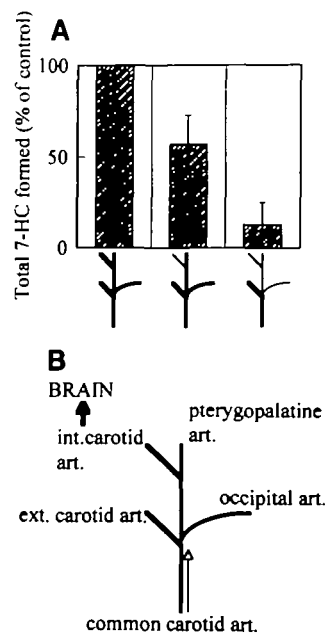 A
Total 7-HC formed (% of control)
100
50
0
B
BRAIN
pterygopalatine
art.
int.carotid
art.
occipital art.
ext. carotid art.
common carotid art.